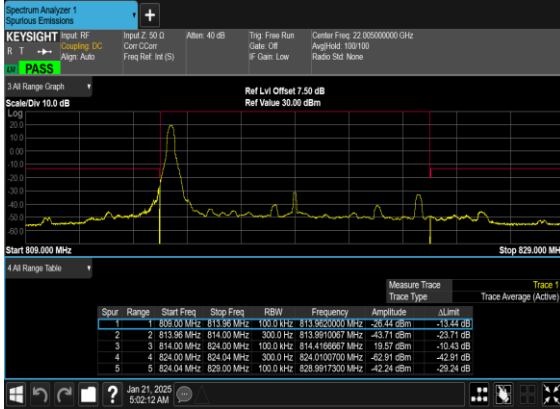 Spectrum Analyzer 1
Spurious Emissions
+
KEYSIGHT Input: RF Input Z: 50 Ω Atten: 40 dB Trig: Free Run Center Freq: 22.005000000 GHz
R T Coupling: DC Corr CCorr Gate: Off Avg|Hold: 100/100
Align: Auto Freq Ref: Int (S) IF Gain: Low Radio Std: None
PASS
3 All Range Graph
Ref Lvl Offset 7.50 dB
Scale/Div 10.0 dB Ref Value 30.00 dBm
Log
20.0
10.0
0.00
-10.0
-20.0
-30.0
-40.0
-50.0
-60.0
Start 809.000 MHz Stop 829.000 MH
4 All Range Table
Measure Trace Trace 1
Trace Type Trace Average (Active)
Spur Range Start Freq Stop Freq RBW Frequency Amplitude ΔLimit
1 1 809.00 MHz 813.96 MHz 100.0 kHz 813.9620000 MHz -26.44 dBm -13.44 dB
2 2 813.96 MHz 814.00 MHz 300.0 Hz 813.9910067 MHz -43.71 dBm -23.71 dB
3 3 814.00 MHz 824.00 MHz 100.0 kHz 814.4166667 MHz 19.57 dBm -10.43 dB
4 4 824.00 MHz 824.04 MHz 300.0 Hz 824.0100700 MHz -62.91 dBm -42.91 dB
5 5 824.04 MHz 829.00 MHz 100.0 kHz 828.9917300 MHz -42.24 dBm -29.24 dB
?
Jan 21, 2025
5:02:12 AM